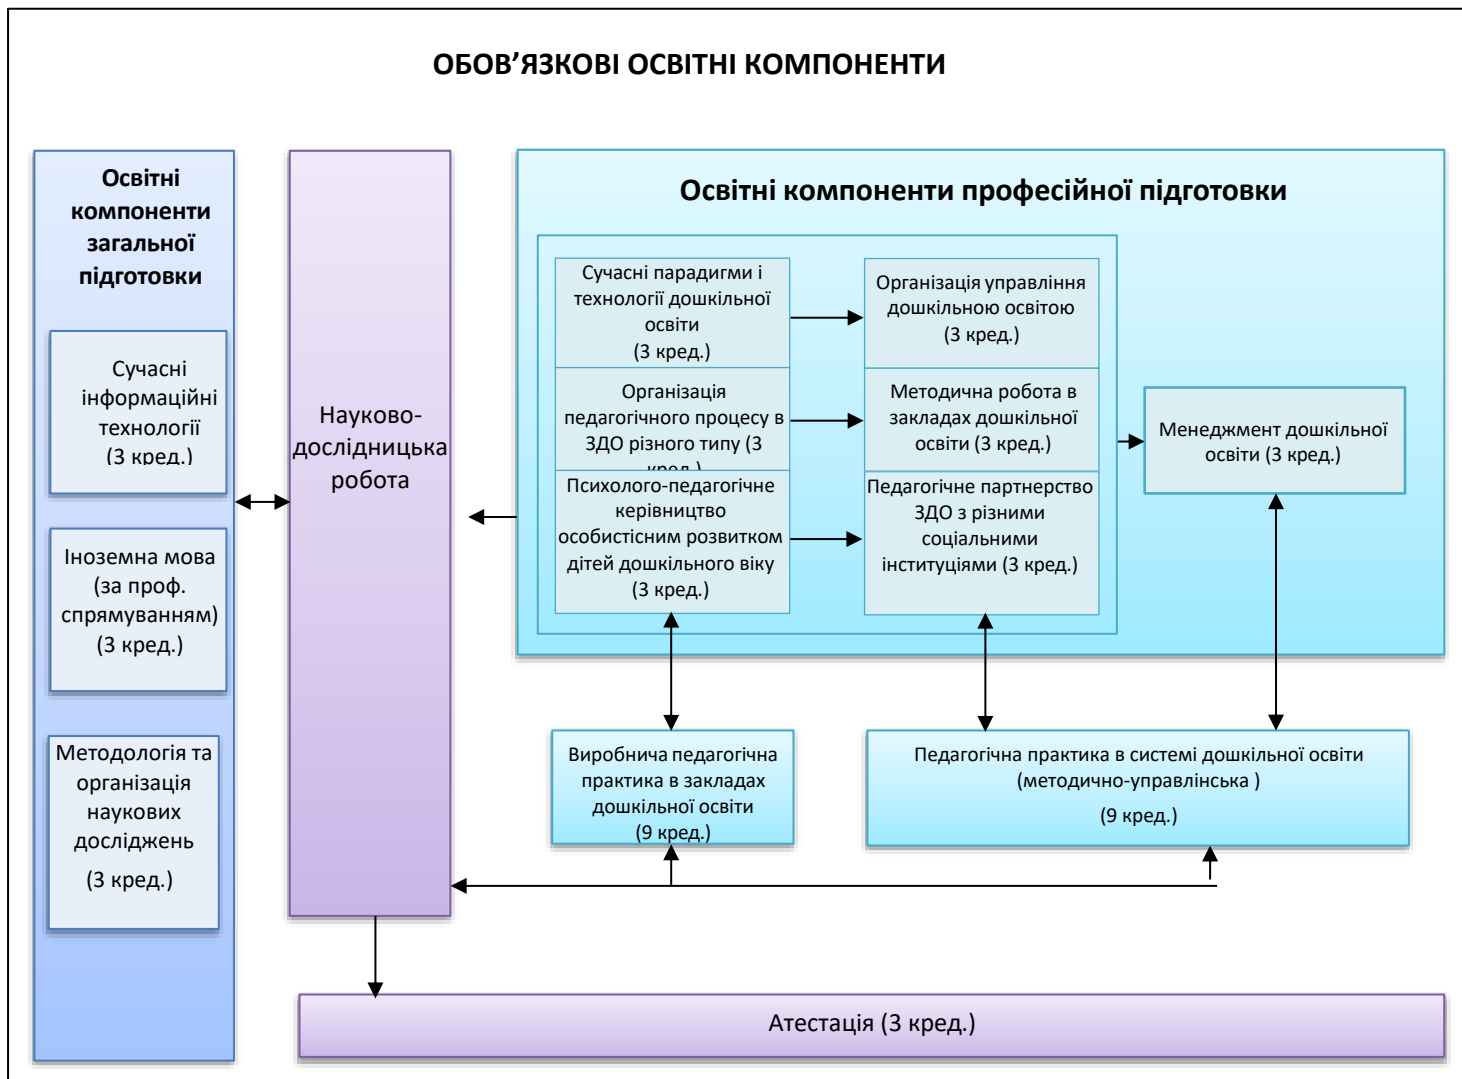 ОБОВ’ЯЗКОВІ ОСВІТНІ КОМПОНЕНТИ
Освітні
компоненти
загальної
підготовки
Сучасні
інформаційні
технології
(3 кред.)
Іноземна мова
(за проф.
спрямуванням)
(3 кред.)
Методологія та
організація
наукових
досліджень
(3 кред.)
Науково-
дослідницька
робота
Освітні компоненти професійної підготовки
Сучасні парадигми і
технології дошкільної
освіти
(3 кред.)
Організація
педагогічного процесу в
ЗДО різного типу (3
кред.)
Психолого-педагогічне
керівництво
особистісним розвитком
дітей дошкільного віку
(3 кред.)
Організація управління
дошкільною освітою
(3 кред.)
Методична робота в
закладах дошкільної
освіти (3 кред.)
Педагогічне партнерство
ЗДО з різними
соціальними
інституціями (3 кред.)
Менеджмент дошкільної
освіти (3 кред.)
Виробнича педагогічна
практика в закладах
дошкільної освіти
(9 кред.)
Педагогічна практика в системі дошкільної освіти
(методично-управлінська )
(9 кред.)
Атестація (3 кред.)